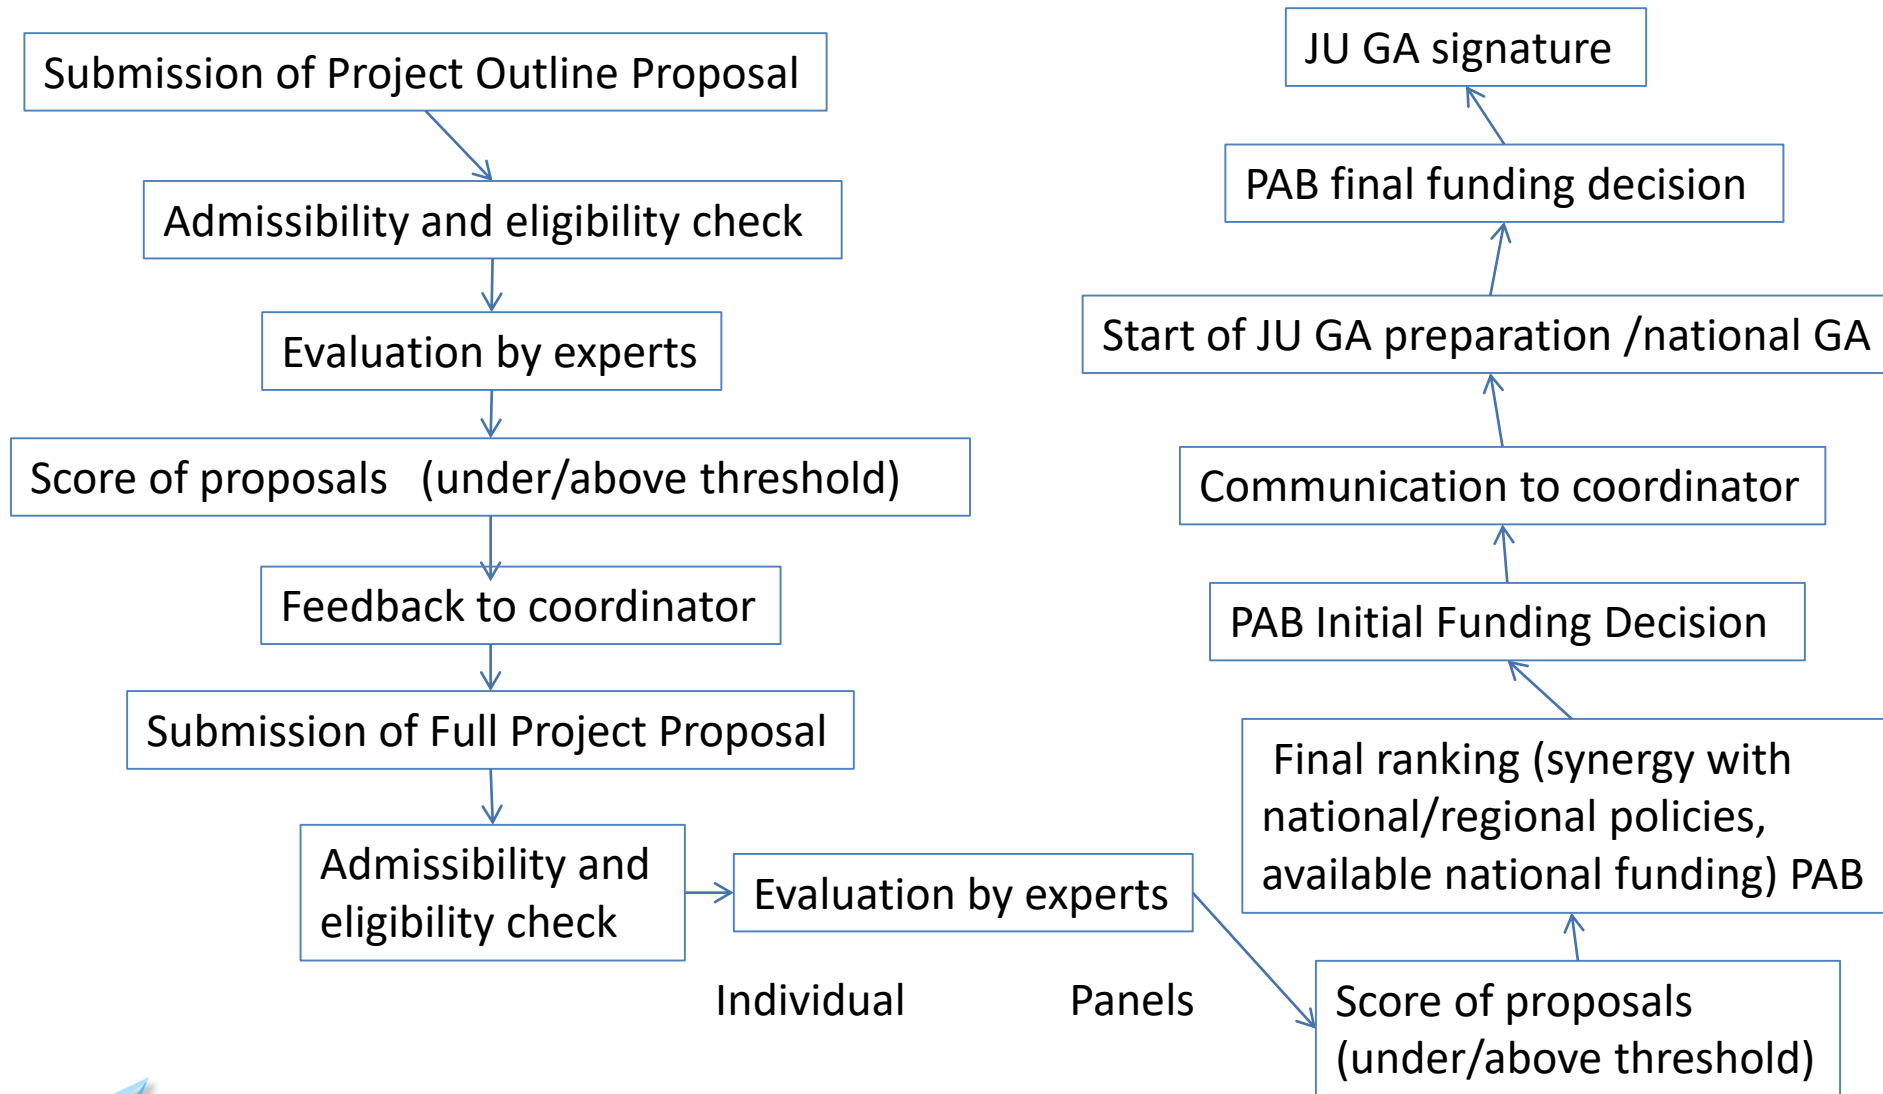 Submission of Project Outline Proposal
Admissibility and eligibility check
Evaluation by experts
Score of proposals (under/above threshold)
Feedback to coordinator
Submission of Full Project Proposal
Admissibility and
eligibility check
Evaluation by experts
Individual
Panels
Score of proposals
(under/above threshold)
Final ranking (synergy with
national/regional policies,
available national funding) PAB
PAB Initial Funding Decision
Communication to coordinator
Start of JU GA preparation /national GA
PAB final funding decision
JU GA signature